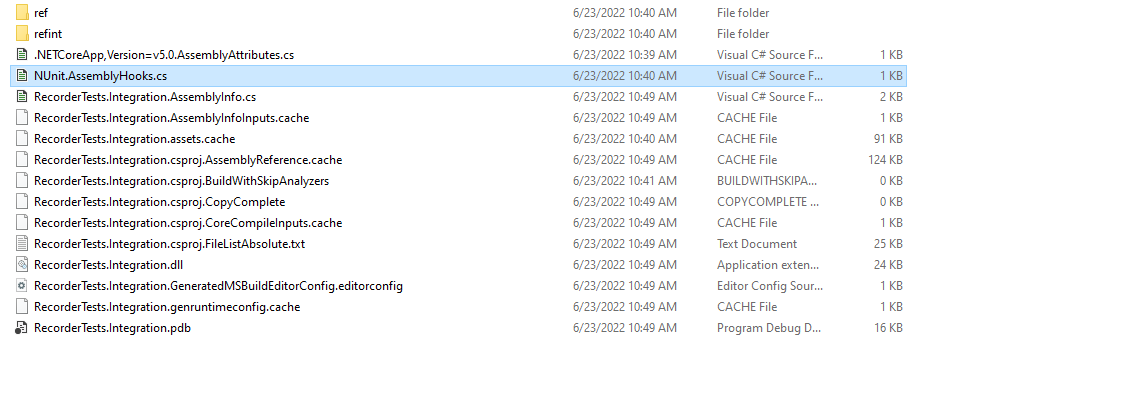 ref 6/23/2022 10:40 AM File folder
refint 6/23/2022 10:40 AM File folder
.NETCoreApp,Version=v5.0.AssemblyAttributes.cs 6/23/2022 10:39 AM Visual C# Source F... 1 KB
NUnit.AssemblyHooks.cs 6/23/2022 10:40 AM Visual C# Source F... 1 KB
RecorderTests.Integration.AssemblyInfo.cs 6/23/2022 10:49 AM Visual C# Source F... 2 KB
RecorderTests.Integration.AssemblyInfoInputs.cache 6/23/2022 10:49 AM CACHE File 1 KB
RecorderTests.Integration.assets.cache 6/23/2022 10:40 AM CACHE File 91 KB
RecorderTests.Integration.csproj.AssemblyReference.cache 6/23/2022 10:49 AM CACHE File 124 KB
RecorderTests.Integration.csproj.BuildWithSkipAnalyzers 6/23/2022 10:41 AM BUILDWITHSKIPA... 0 KB
RecorderTests.Integration.csproj.CopyComplete 6/23/2022 10:49 AM COPYCOMPLETE ... 0 KB
RecorderTests.Integration.csproj.CoreCompileInputs.cache 6/23/2022 10:49 AM CACHE File 1 KB
RecorderTests.Integration.csproj.FileListAbsolute.txt 6/23/2022 10:49 AM Text Document 25 KB
RecorderTests.Integration.dll 6/23/2022 10:49 AM Application exten... 24 KB
RecorderTests.Integration.GeneratedMSBuildEditorConfig.editorconfig 6/23/2022 10:49 AM Editor Config Sour... 1 KB
RecorderTests.Integration.genruntimeconfig.cache 6/23/2022 10:49 AM CACHE File 1 KB
RecorderTests.Integration.pdb 6/23/2022 10:49 AM Program Debug D... 16 KB